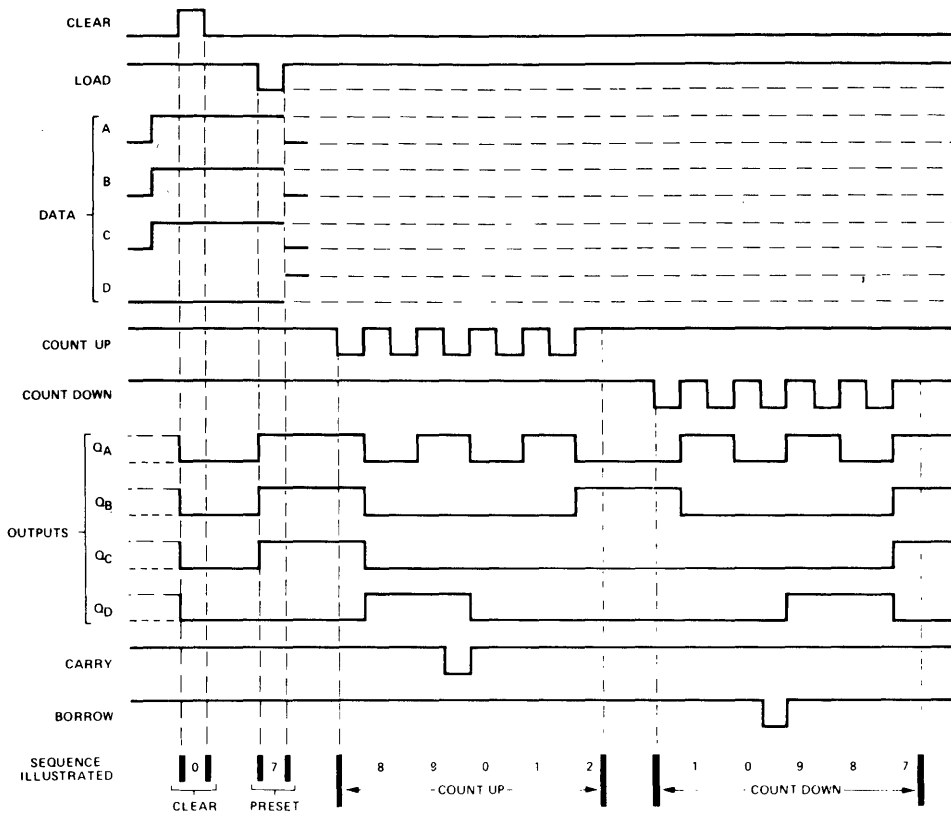 CLEAR
LOAD
A
B
DATA
C
D
COUNT UP
COUNT DOWN
QA
QB
OUTPUTS
QC
QD
CARRY
BORROW
SEQUENCE
ILLUSTRATED
0 7 8 9 0 1 2 1 0 9 8 7
CLEAR PRESET COUNT UP COUNT DOWN